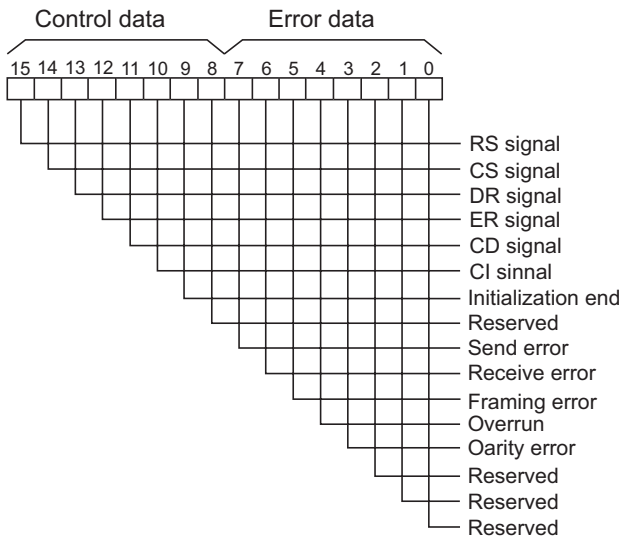 Control data Error data
15 14 13 12 11 10 9 8 7 6 5 4 3 2 1 0
RS signal
CS signal
DR signal
ER signal
CD signal
CI sinnal
Initialization end
Reserved
Send error
Receive error
Framing error
Overrun
Oarity error
Reserved
Reserved
Reserved